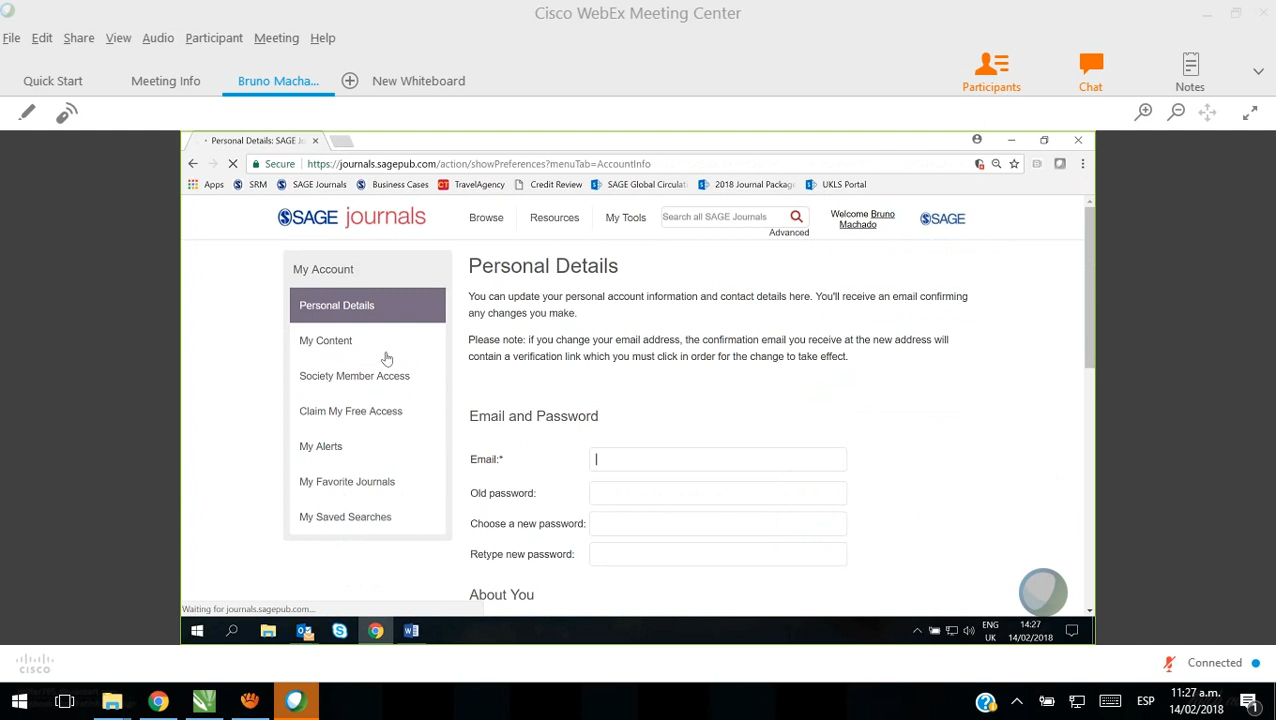 Cisco WebEx Meeting Center
File Edit Share View Audio Participant Meeting Help
Quick Start Meeting Info Bruno Macha... New Whiteboard
Participants Chat Notes
Personal Details: SAGE Jo
Secure https://journals.sagepub.com/action/showPreferences?menuTab=AccountInfo
Apps SRM SAGE Journals Business Cases CT TravelAgency Credit Review SAGE Global Circulati 2018 Journal Package UKLS Portal
SAGE journals Browse Resources My Tools Search all SAGE Journals Welcome Bruno Machado SAGE
Advanced
My Account
Personal Details
My Content
Society Member Access
Claim My Free Access
My Alerts
My Favorite Journals
My Saved Searches
Personal Details
You can update your personal account information and contact details here. You'll receive an email confirming
any changes you make.
Please note: if you change your email address, the confirmation email you receive at the new address will
contain a verification link which you must click in order for the change to take effect.
Email and Password
Email:*
Old password:
Choose a new password:
Retype new password:
About You
Waiting for journals.sagepub.com...
ENG 14:27
UK 14/02/2018
cisco Connected
ESP 11:27 a.m.
14/02/2018 1